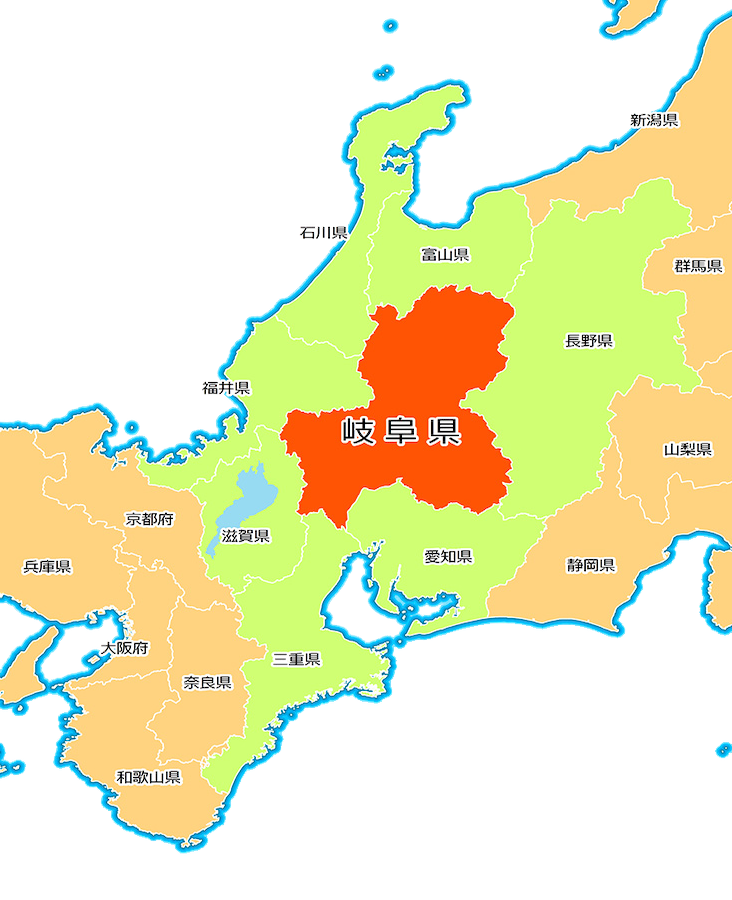 新潟県
石川県
富山県
群馬県
長野県
福井県
岐阜県
山梨県
京都府
滋賀県
愛知県
兵庫県
静岡県
大阪府
三重県
奈良県
和歌山県